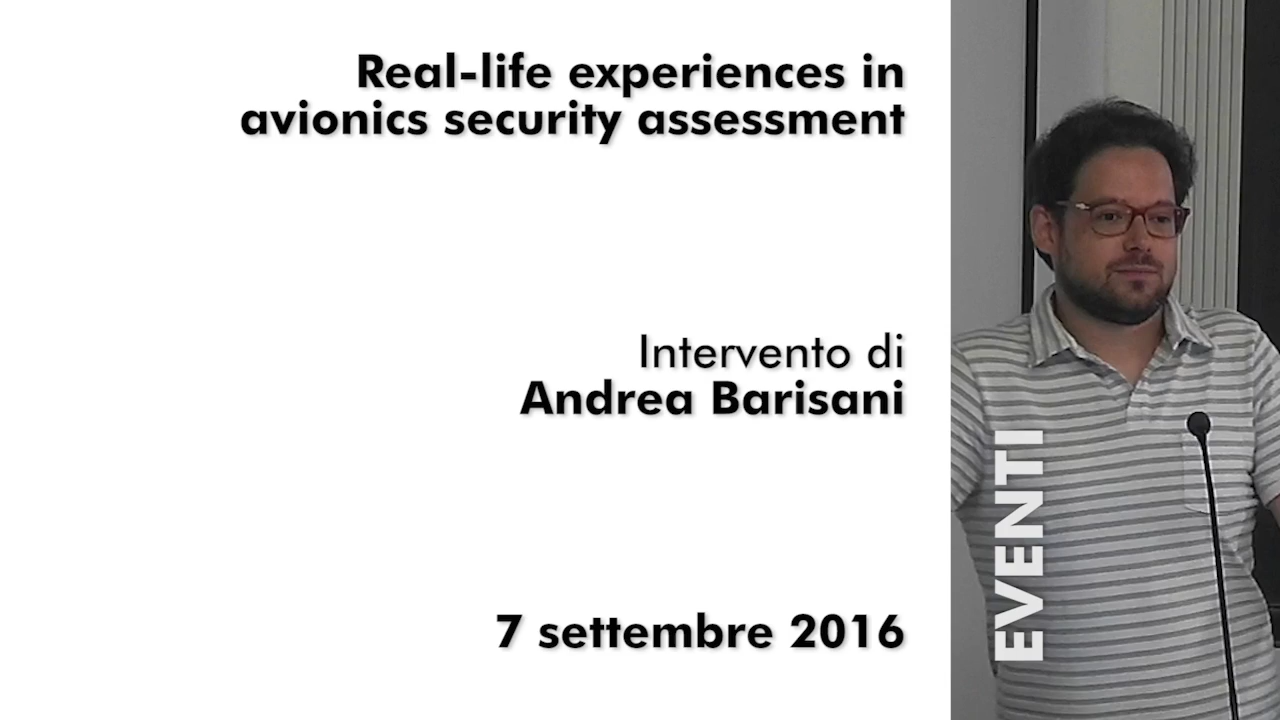 Real-life experiences in
avionics security assessment
Intervento di
Andrea Barisani
7 settembre 2016
EVENTI